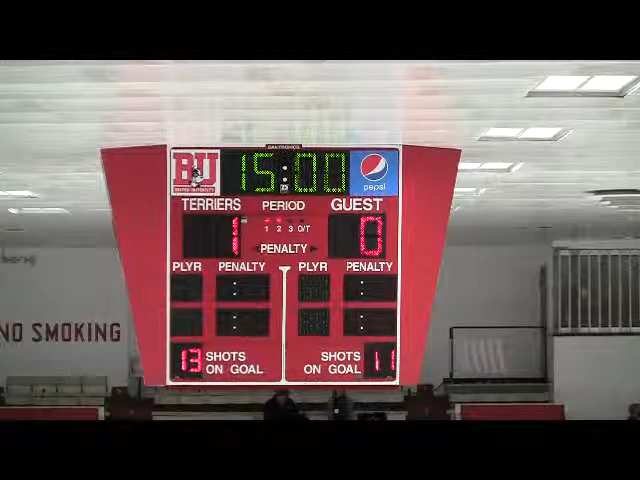 DAKTRONICS
BU 15:00 pepsi
TERRIERS PERIOD GUEST
1 1 2 3 O/T 0
PENALTY
PLYR PENALTY PLYR PENALTY
NO SMOKING
13 SHOTS ON GOAL SHOTS ON GOAL 11